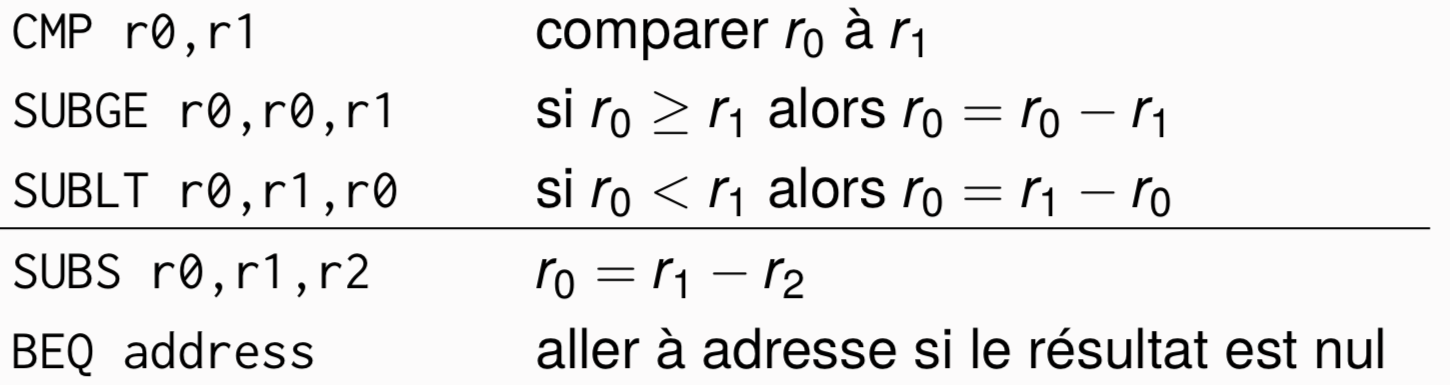 CMP r0,r1 comparer r0 à r1
SUBGE r0,r0,r1 si r0 ≥ r1 alors r0 = r0 − r1
SUBLT r0,r1,r0 si r0 < r1 alors r0 = r1 − r0
SUBS r0,r1,r2 r0 = r1 − r2
BEQ address aller à adresse si le résultat est nul